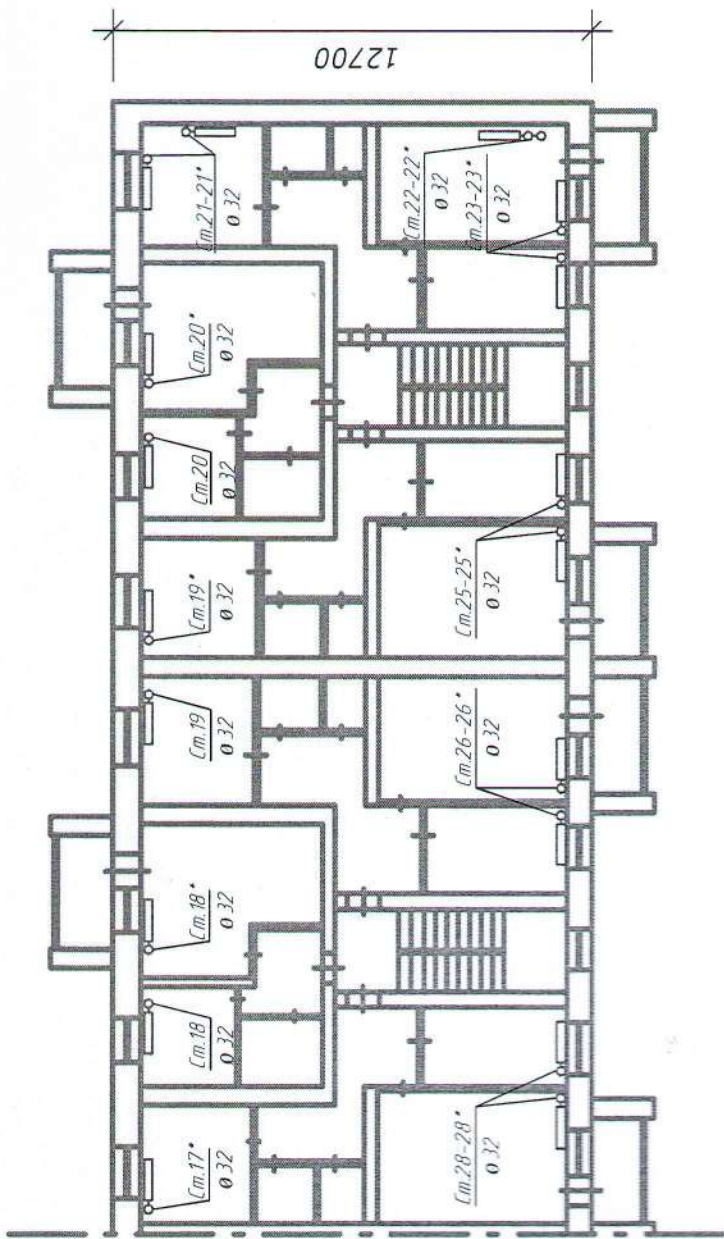 12700
Ст.21-21*
ø 32
Ст.22-22*
ø 32
Ст.23-23*
ø 32
Ст.20*
ø 32
Ст.20
ø 32
Ст.19*
ø 32
Ст.25-25*
ø 32
Ст.19
ø 32
Ст.26-26*
ø 32
Ст.18*
ø 32
Ст.18
ø 32
Ст.17*
ø 32
Ст.28-28*
ø 32